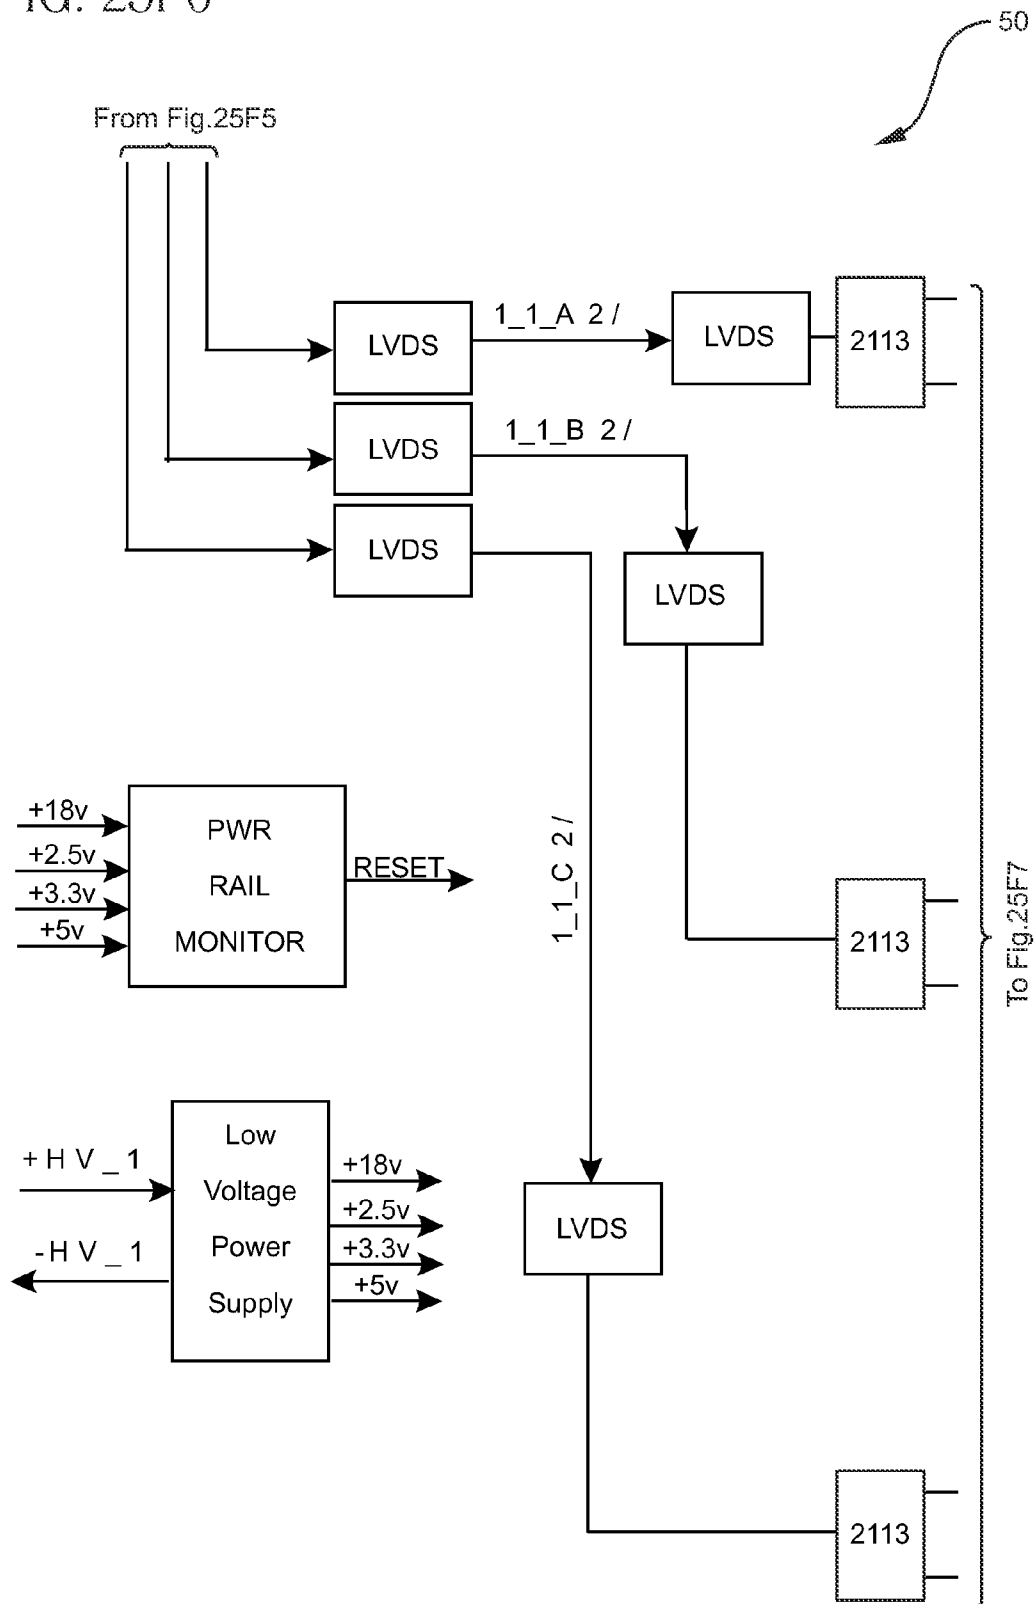 50
From Fig.25F5
LVDS
1_1_A 2 /
LVDS
2113
LVDS
1_1_B 2 /
LVDS
LVDS
+18v
+2.5v
+3.3v
+5v
PWR
RAIL
MONITOR
RESET
1_1_C 2 /
2113
To Fig.25F7
+HV_1
-HV_1
Low
Voltage
Power
Supply
+18v
+2.5v
+3.3v
+5v
LVDS
2113